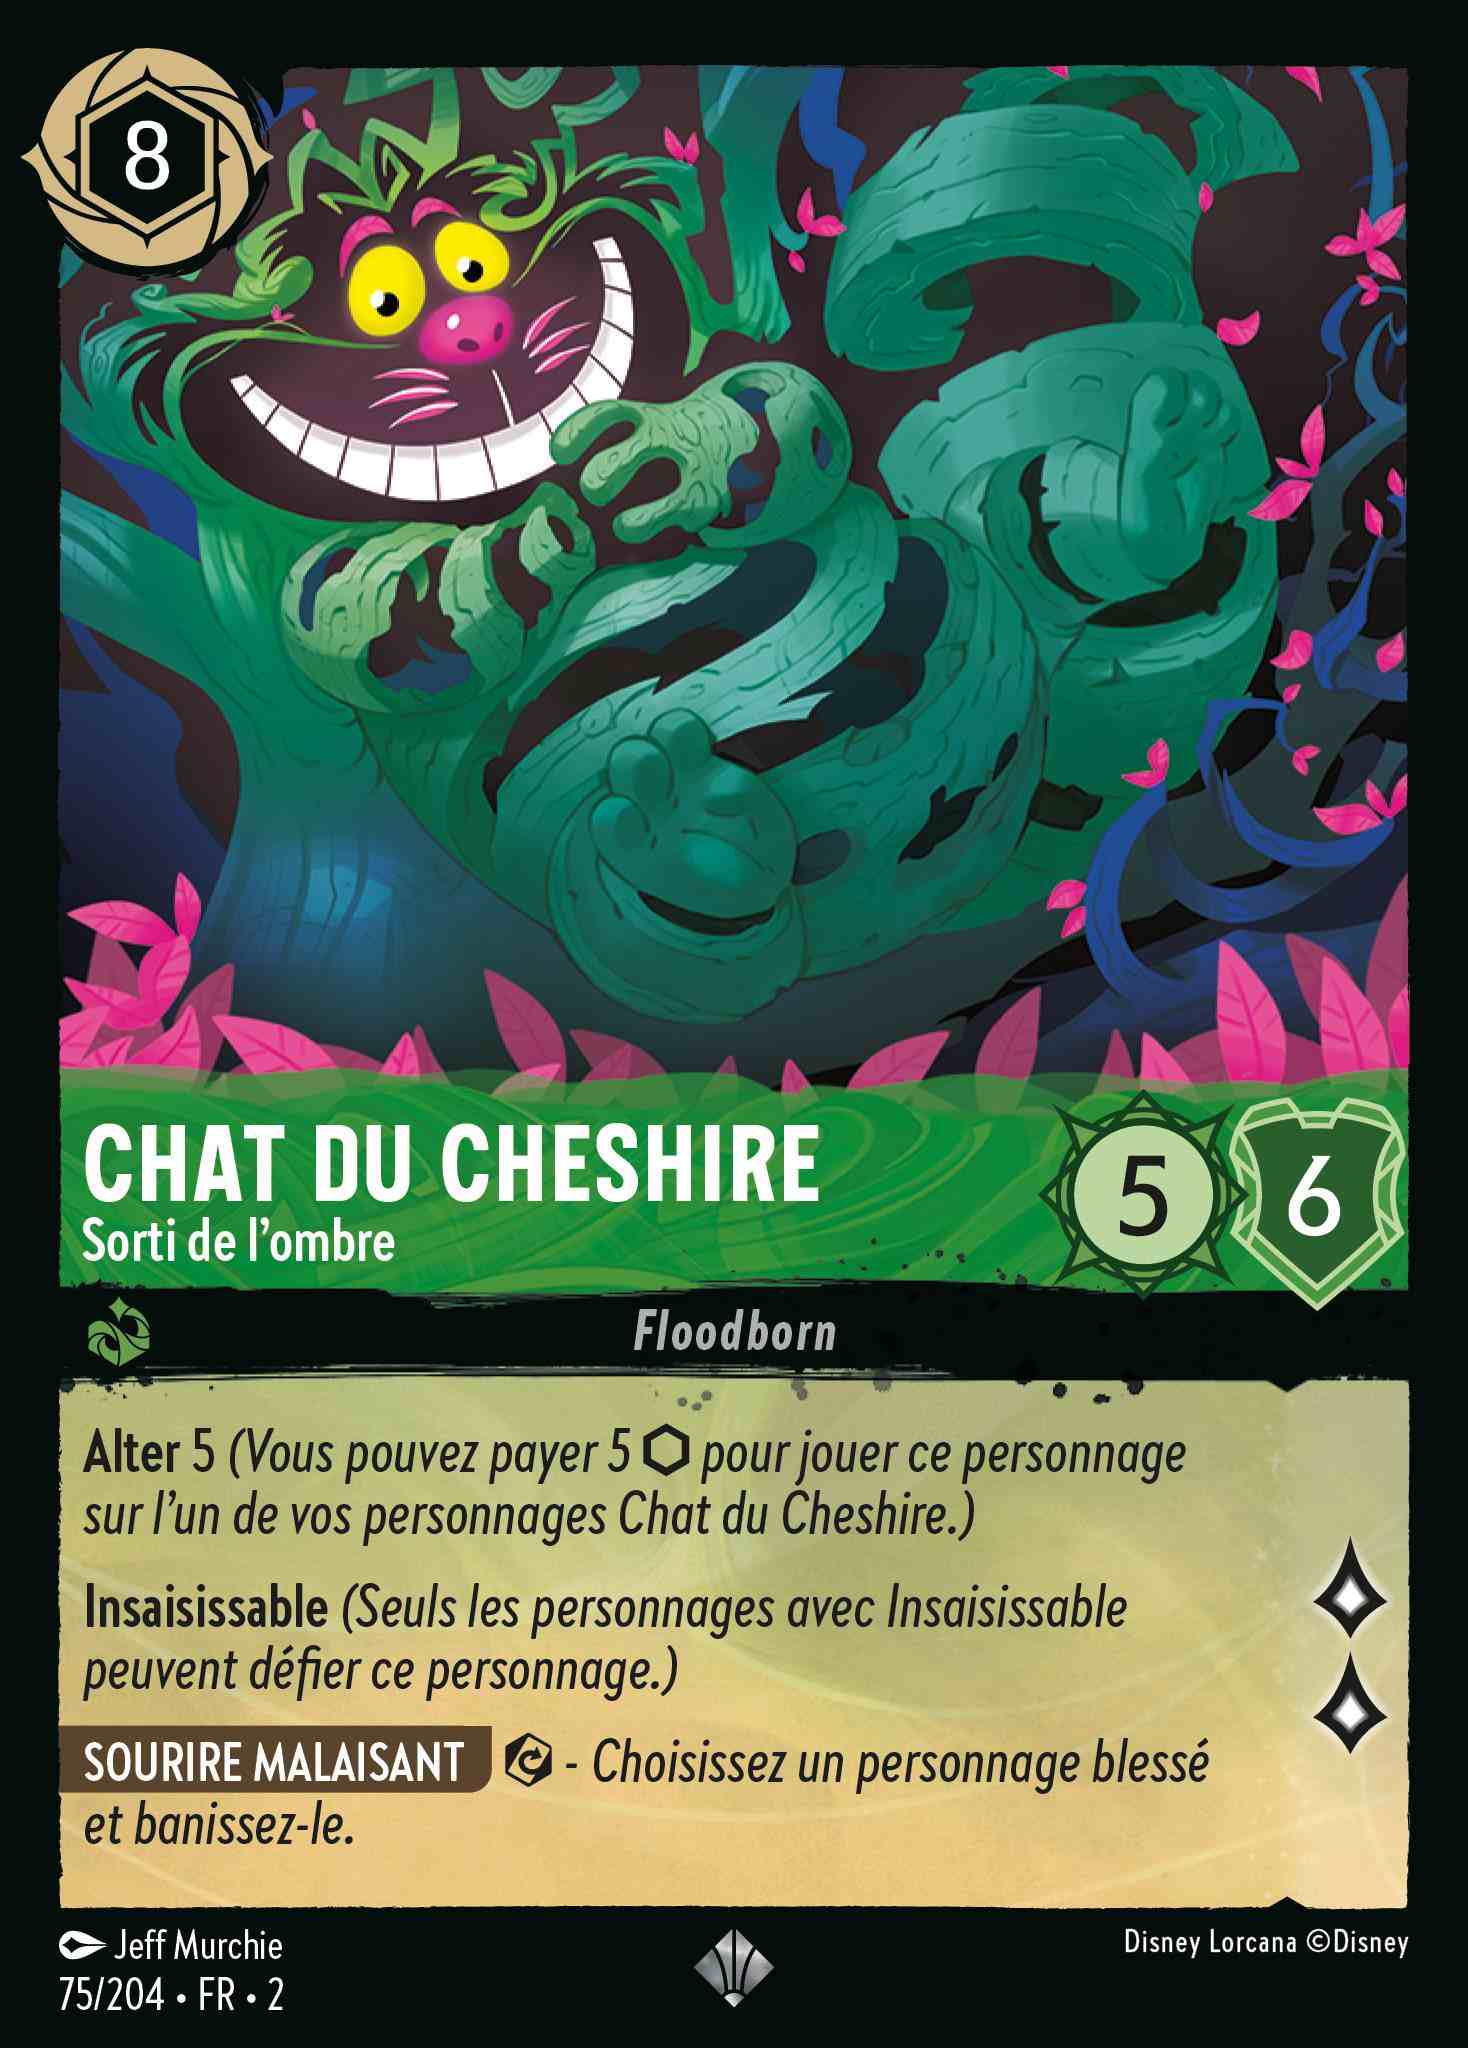 8
CHAT DU CHESHIRE
Sorti de l’ombre
5
6
Floodborn
Alter 5 (Vous pouvez payer 5 pour jouer ce personnage
sur l’un de vos personnages Chat du Cheshire.)
Insaisissable (Seuls les personnages avec Insaisissable
peuvent défier ce personnage.)
SOURIRE MALAISANT - Choisissez un personnage blessé
et banissez-le.
Jeff Murchie
Disney Lorcana ©Disney
75/204 • FR • 2